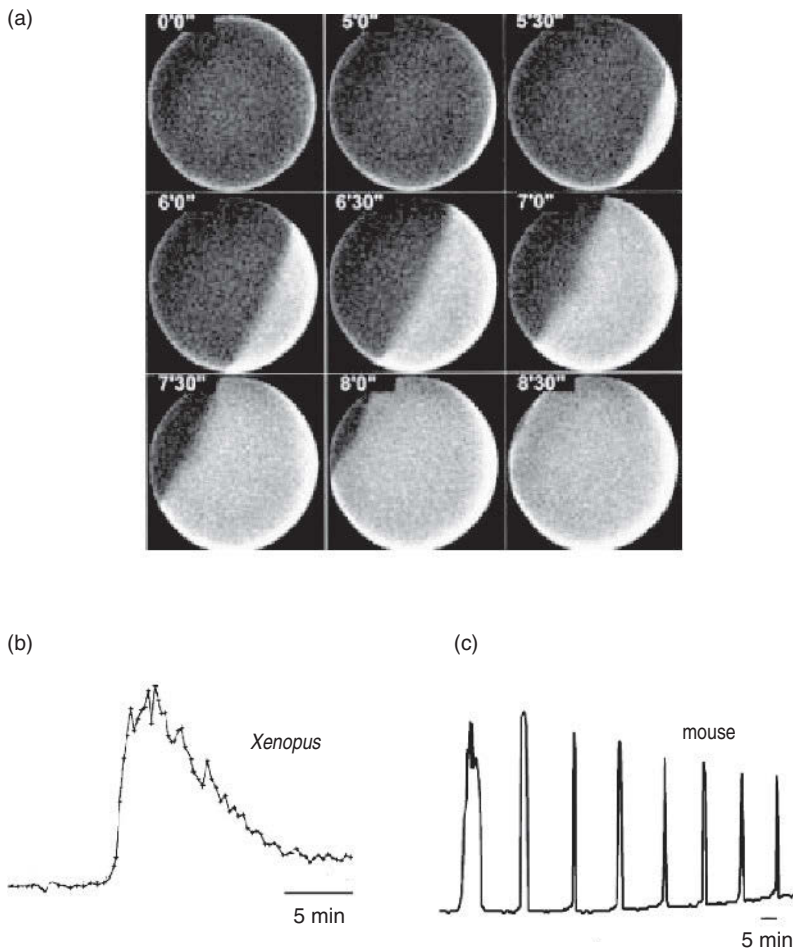 (a)
0'0" 5'0" 5'30"
6'0" 6'30" 7'0"
7'30" 8'0" 8'30"
(b) (c)
Xenopus mouse
5 min 5 min